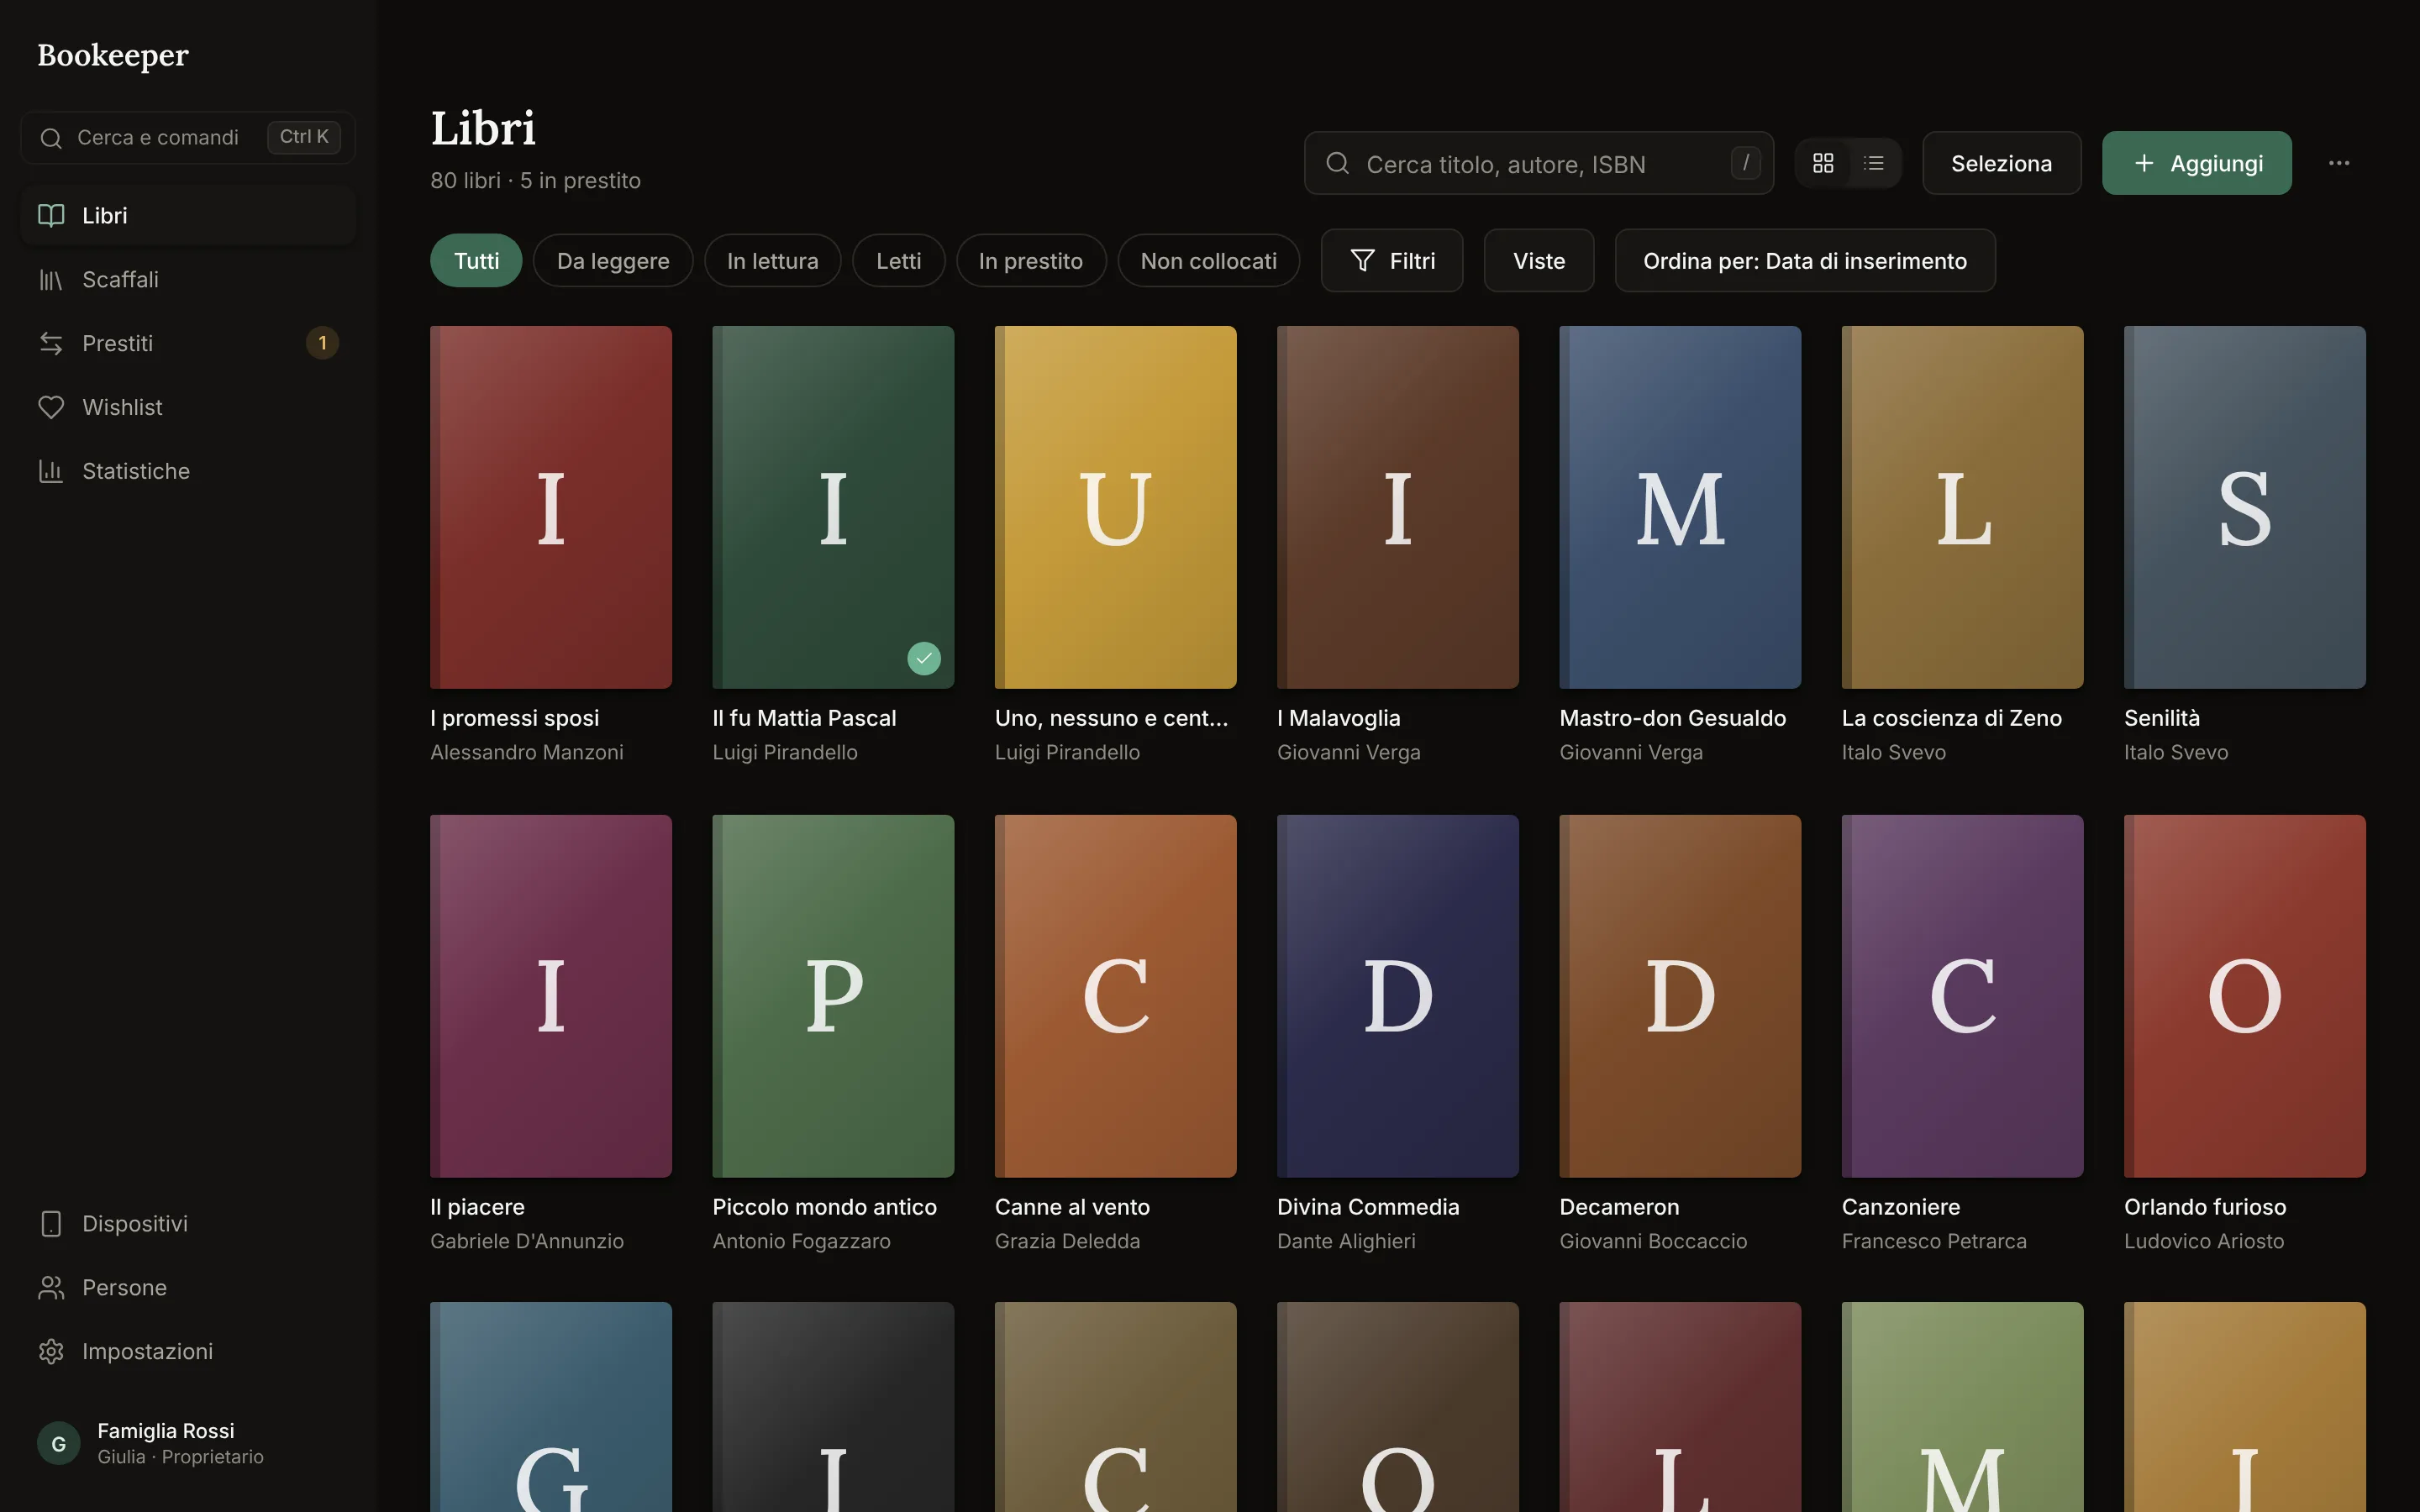 Bookeeper
Cerca e comandi Ctrl K
Libri
Scaffali
Prestiti 1
Wishlist
Statistiche
Dispositivi
Persone
Impostazioni
G Famiglia Rossi
Giulia · Proprietario
Libri
80 libri · 5 in prestito
Cerca titolo, autore, ISBN / Seleziona + Aggiungi ...
Tutti Da leggere In lettura Letti In prestito Non collocati Filtri Viste Ordina per: Data di inserimento
I I U I M L S
I promessi sposi Il fu Mattia Pascal Uno, nessuno e cent... I Malavoglia Mastro-don Gesualdo La coscienza di Zeno Senilità
Alessandro Manzoni Luigi Pirandello Luigi Pirandello Giovanni Verga Giovanni Verga Italo Svevo Italo Svevo
I P C D D C O
Il piacere Piccolo mondo antico Canne al vento Divina Commedia Decameron Canzoniere Orlando furioso
Gabriele D'Annunzio Antonio Fogazzaro Grazia Deledda Dante Alighieri Giovanni Boccaccio Francesco Petrarca Ludovico Ariosto
G I C O L M I